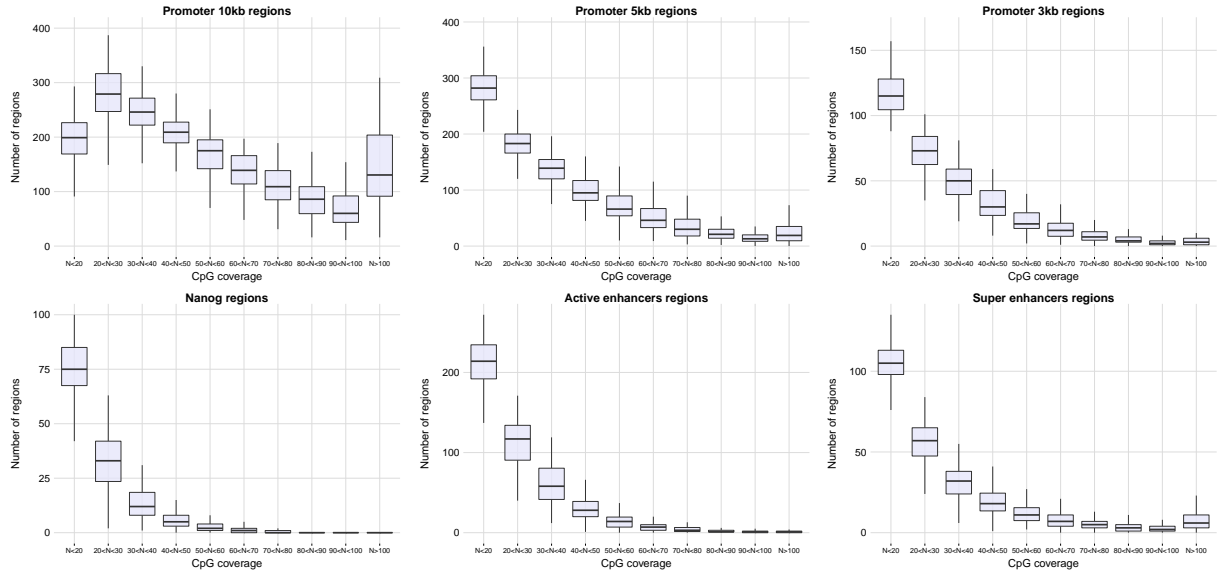 Promoter 10kb regions
Number of regions
400
300
200
100
0
N<20 20<N<30 30<N<40 40<N<50 50<N<60 60<N<70 70<N<80 80<N<90 90<N<100 N>100
CpG coverage
Promoter 5kb regions
Number of regions
400
300
200
100
0
N<20 20<N<30 30<N<40 40<N<50 50<N<60 60<N<70 70<N<80 80<N<90 90<N<100 N>100
CpG coverage
Promoter 3kb regions
Number of regions
150
100
50
0
N<20 20<N<30 30<N<40 40<N<50 50<N<60 60<N<70 70<N<80 80<N<90 90<N<100 N>100
CpG coverage
Nanog regions
Number of regions
100
75
50
25
0
N<20 20<N<30 30<N<40 40<N<50 50<N<60 60<N<70 70<N<80 80<N<90 90<N<100 N>100
CpG coverage
Active enhancers regions
Number of regions
200
100
0
N<20 20<N<30 30<N<40 40<N<50 50<N<60 60<N<70 70<N<80 80<N<90 90<N<100 N>100
CpG coverage
Super enhancers regions
Number of regions
100
50
0
N<20 20<N<30 30<N<40 40<N<50 50<N<60 60<N<70 70<N<80 80<N<90 90<N<100 N>100
CpG coverage